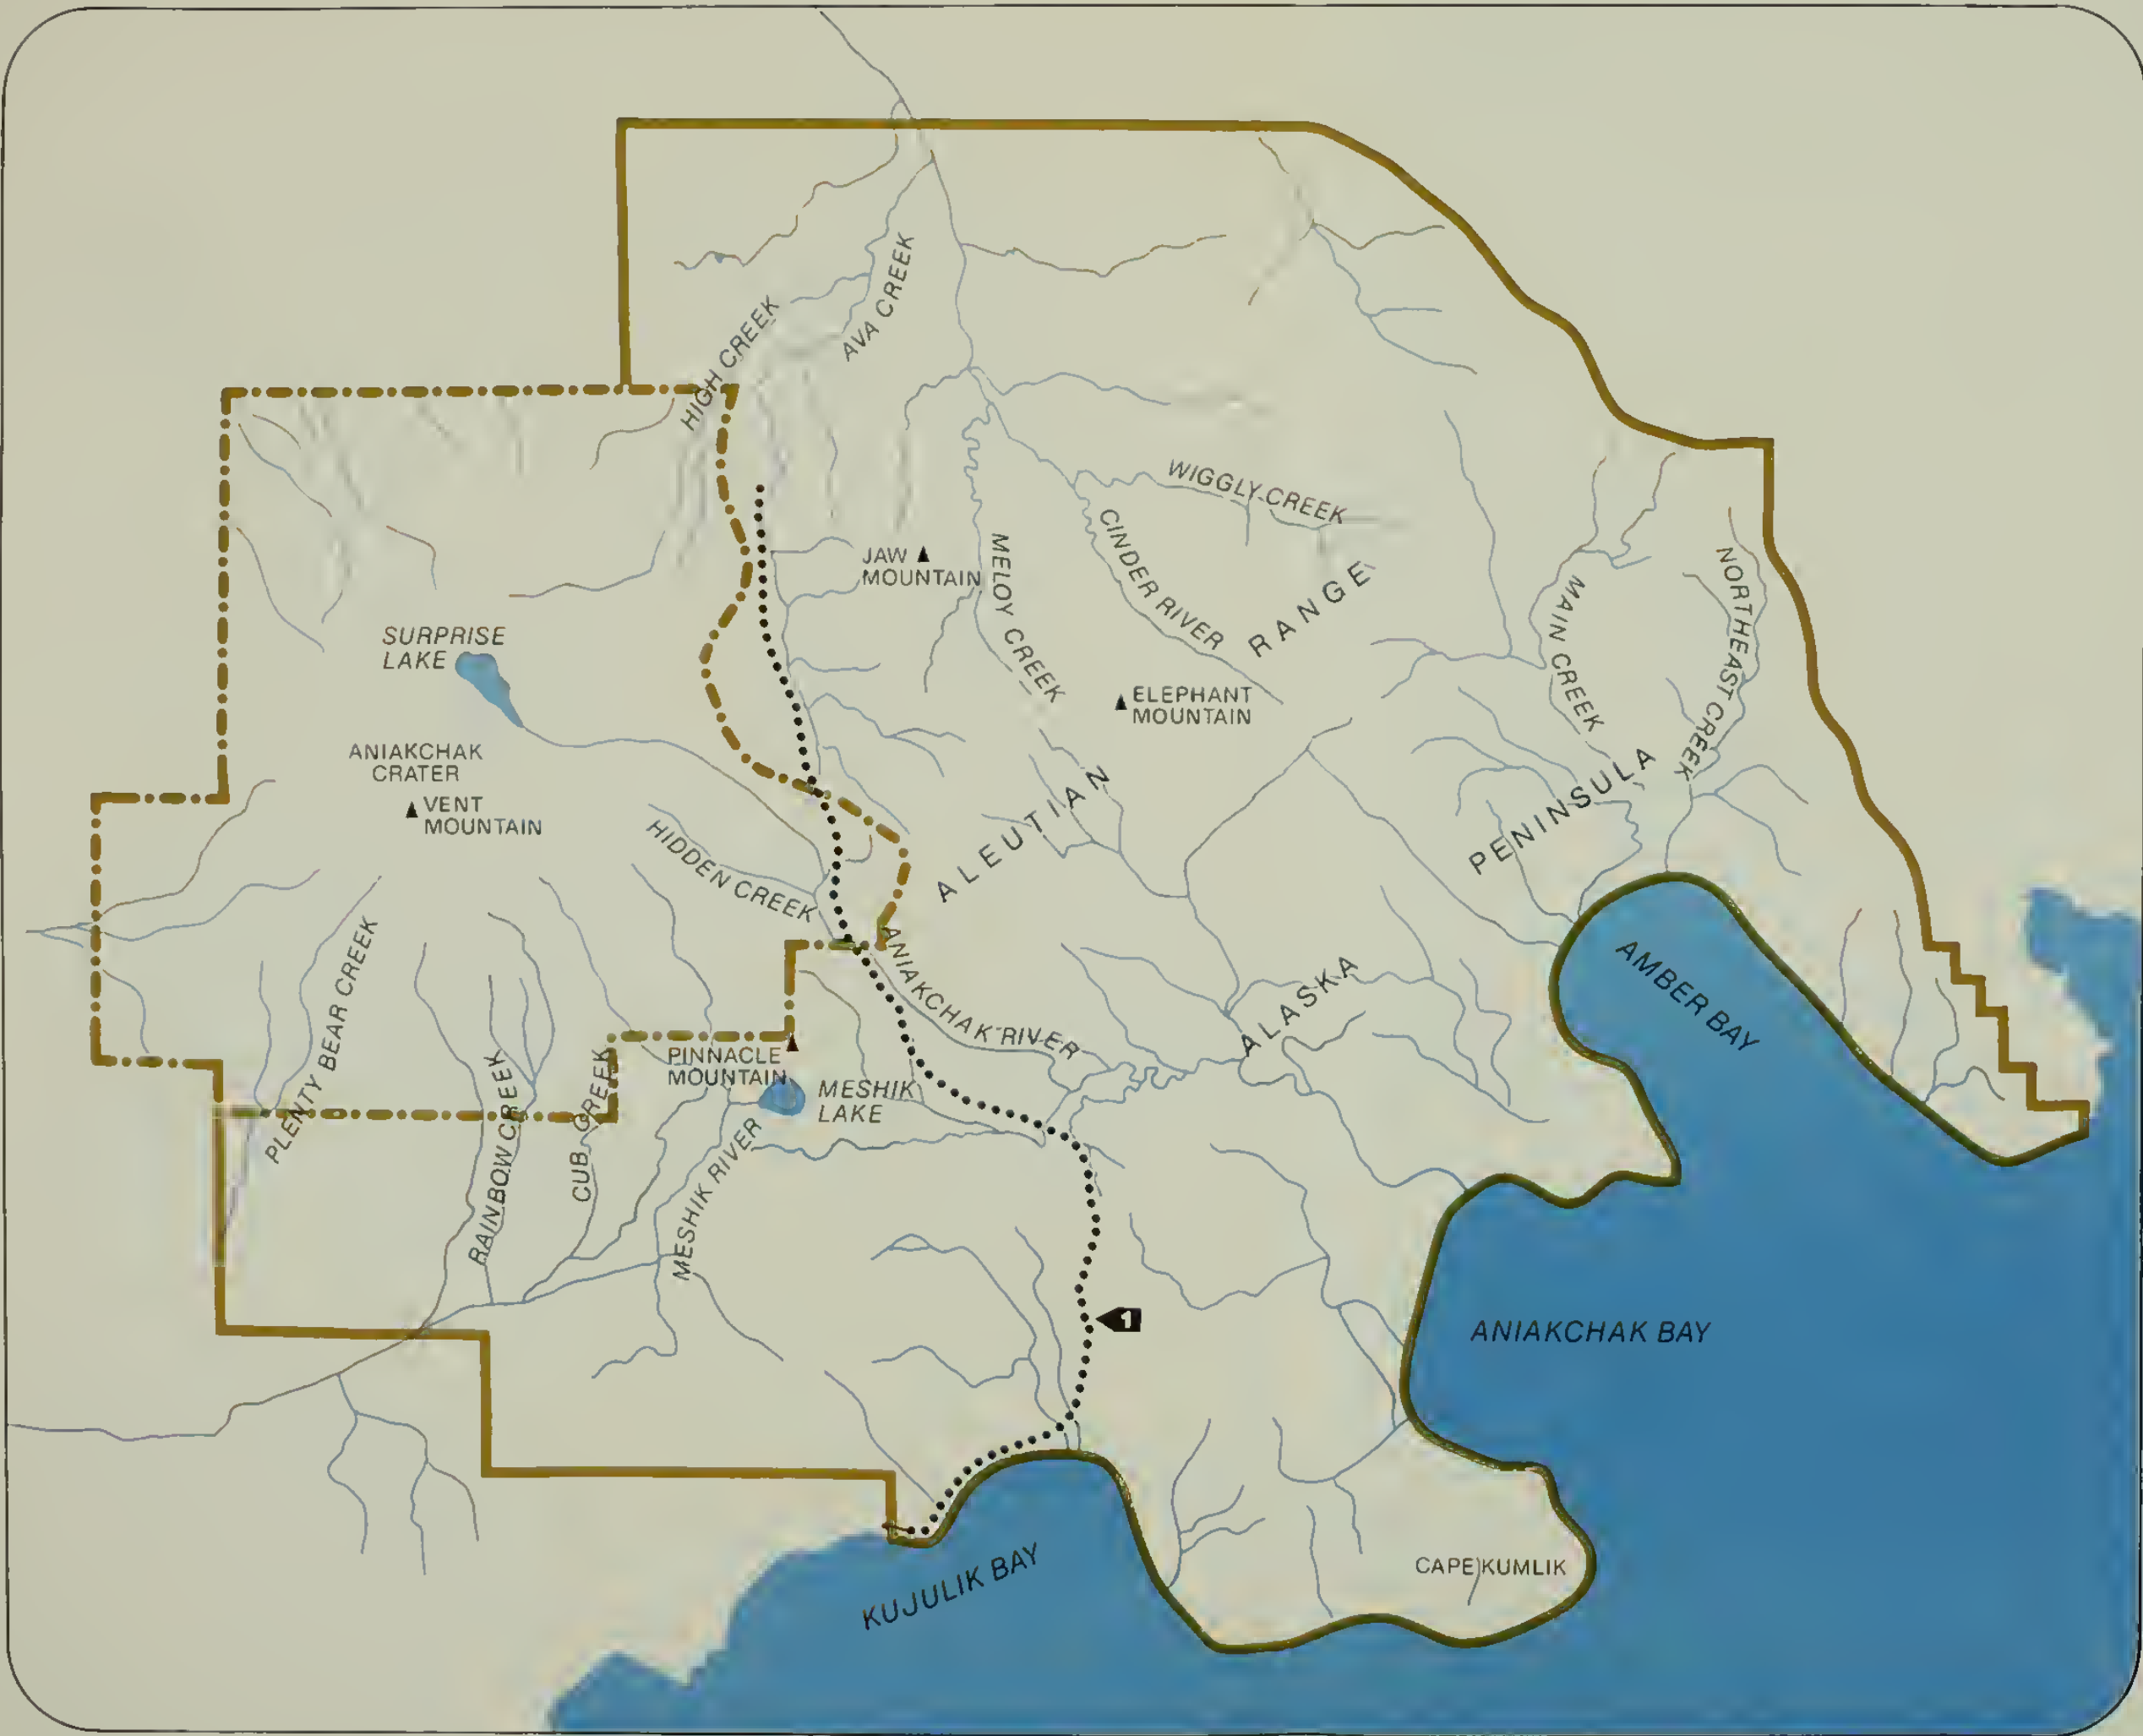 HIGH CREEK
AVA CREEK
WIGGLY CREEK
JAW
MOUNTAIN
MELOY CREEK
CINDER RIVER
RANGE
MAIN CREEK
NORTHEAST CREEK
SURPRISE
LAKE
ELEPHANT
MOUNTAIN
ANIAKCHAK
CRATER
VENT
MOUNTAIN
HIDDEN CREEK
ALEUTIAN
PENINSULA
PLENTY BEAR CREEK
ANIAKCHAK RIVER
ALASKA
AMBER BAY
RAINBOW CREEK
CUB CREEK
PINNACLE
MOUNTAIN
MESHIK
LAKE
MESHIK RIVER
1
ANIAKCHAK BAY
KUJULIK BAY
CAPE KUMLIK